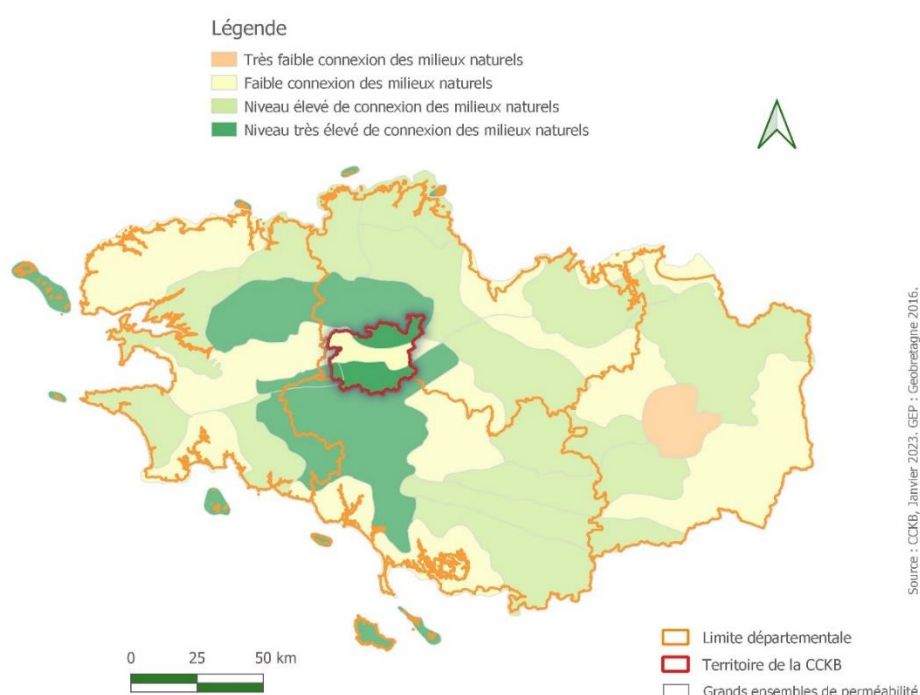 Légende
Très faible connexion des milieux naturels
Faible connexion des milieux naturels
Niveau élevé de connexion des milieux naturels
Niveau très élevé de connexion des milieux naturels
Source : CCKB, Janvier 2023. GEP : Geobretagne 2016.
0 25 50 km
Limite départementale
Territoire de la CCKB
Grands ensembles de perméabilité